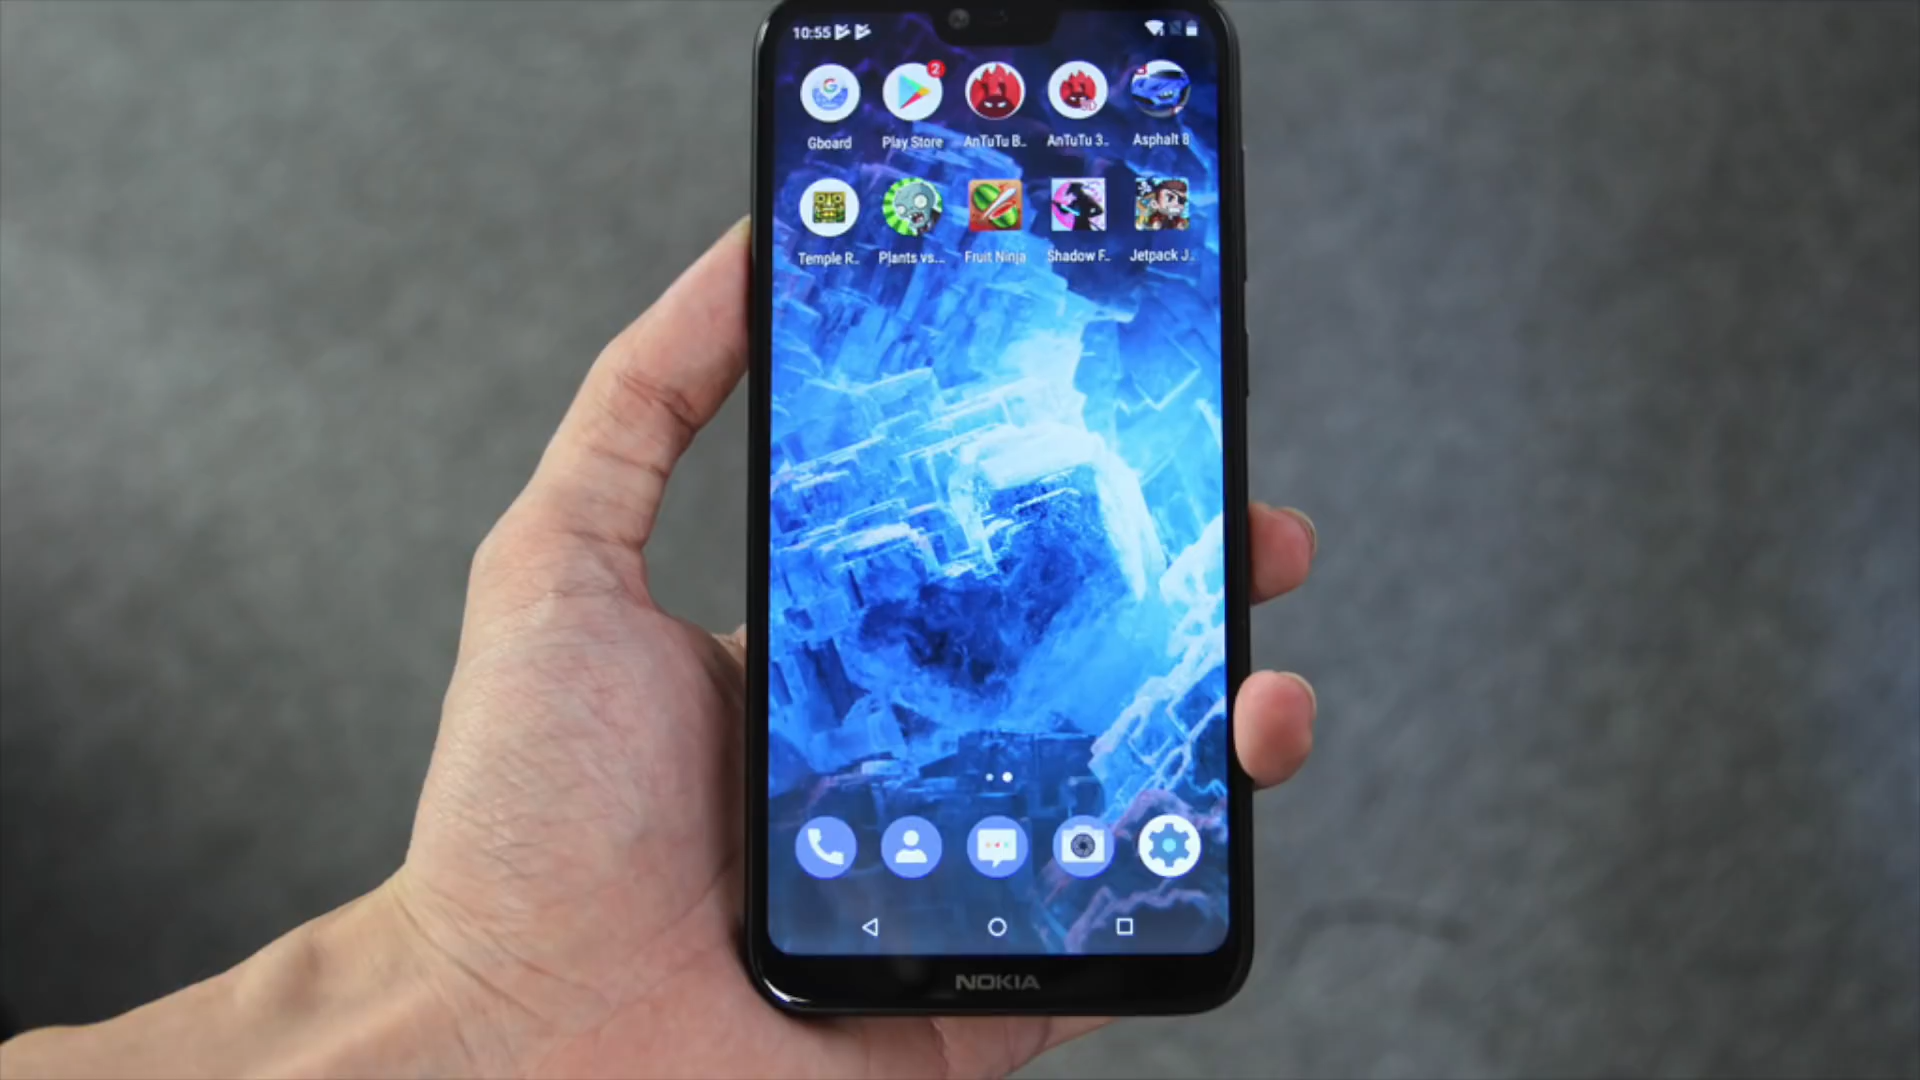 10:55
2
Gboard Play Store AnTuTu B.. AnTuTu 3.. Asphalt 8
Temple R.. Plants vs... Fruit Ninja Shadow F.. Jetpack J..
NOKIA